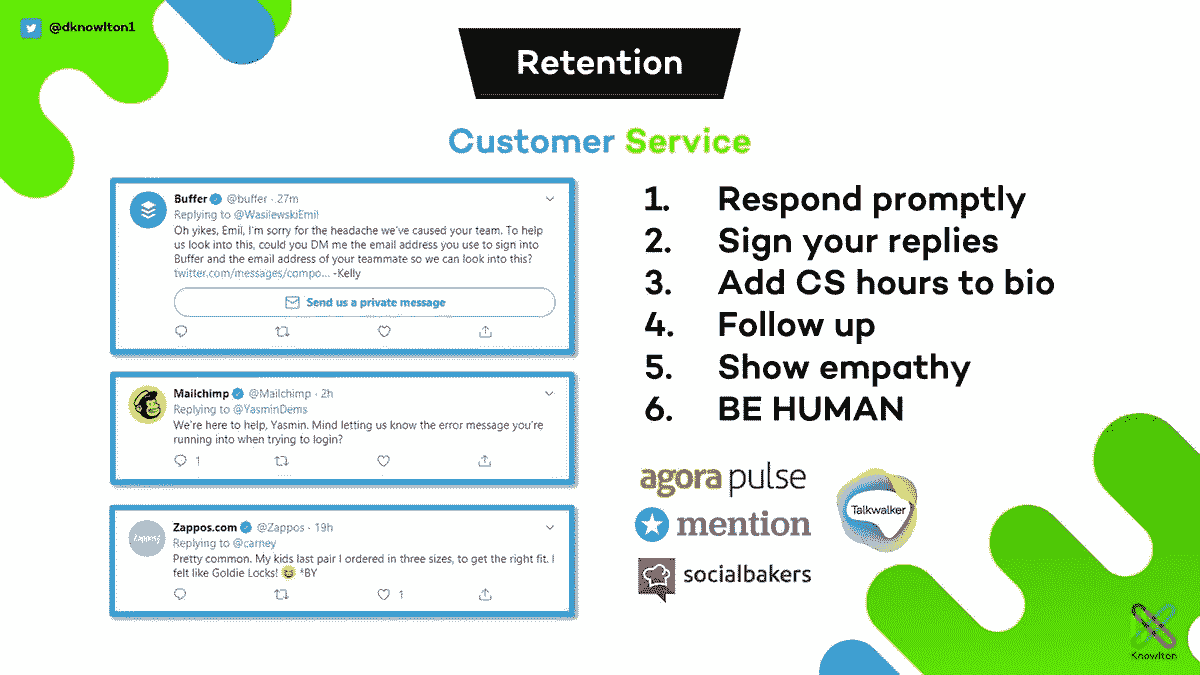 @dknowlton1
Retention
Customer Service
Buffer @buffer · 27m
Replying to @WasilewskiEmil
Oh yikes, Emil, I'm sorry for the headache we've caused your team. To help
us look into this, could you DM me the email address you use to sign into
Buffer and the email address of your teammate so we can look into this?
twitter.com/messages/compo... -Kelly
Send us a private message
Mailchimp @Mailchimp · 2h
Replying to @YasminDems
We're here to help, Yasmin. Mind letting us know the error message you're
running into when trying to login?
1
Zappos.com @Zappos · 19h
Replying to @carney
Pretty common. My kids last pair I ordered in three sizes, to get the right fit. I
felt like Goldie Locks! 😆 *BY
1
Zappos
1. Respond promptly
2. Sign your replies
3. Add CS hours to bio
4. Follow up
5. Show empathy
6. BE HUMAN
agora pulse
mention
Talkwalker
socialbakers
Knowlton